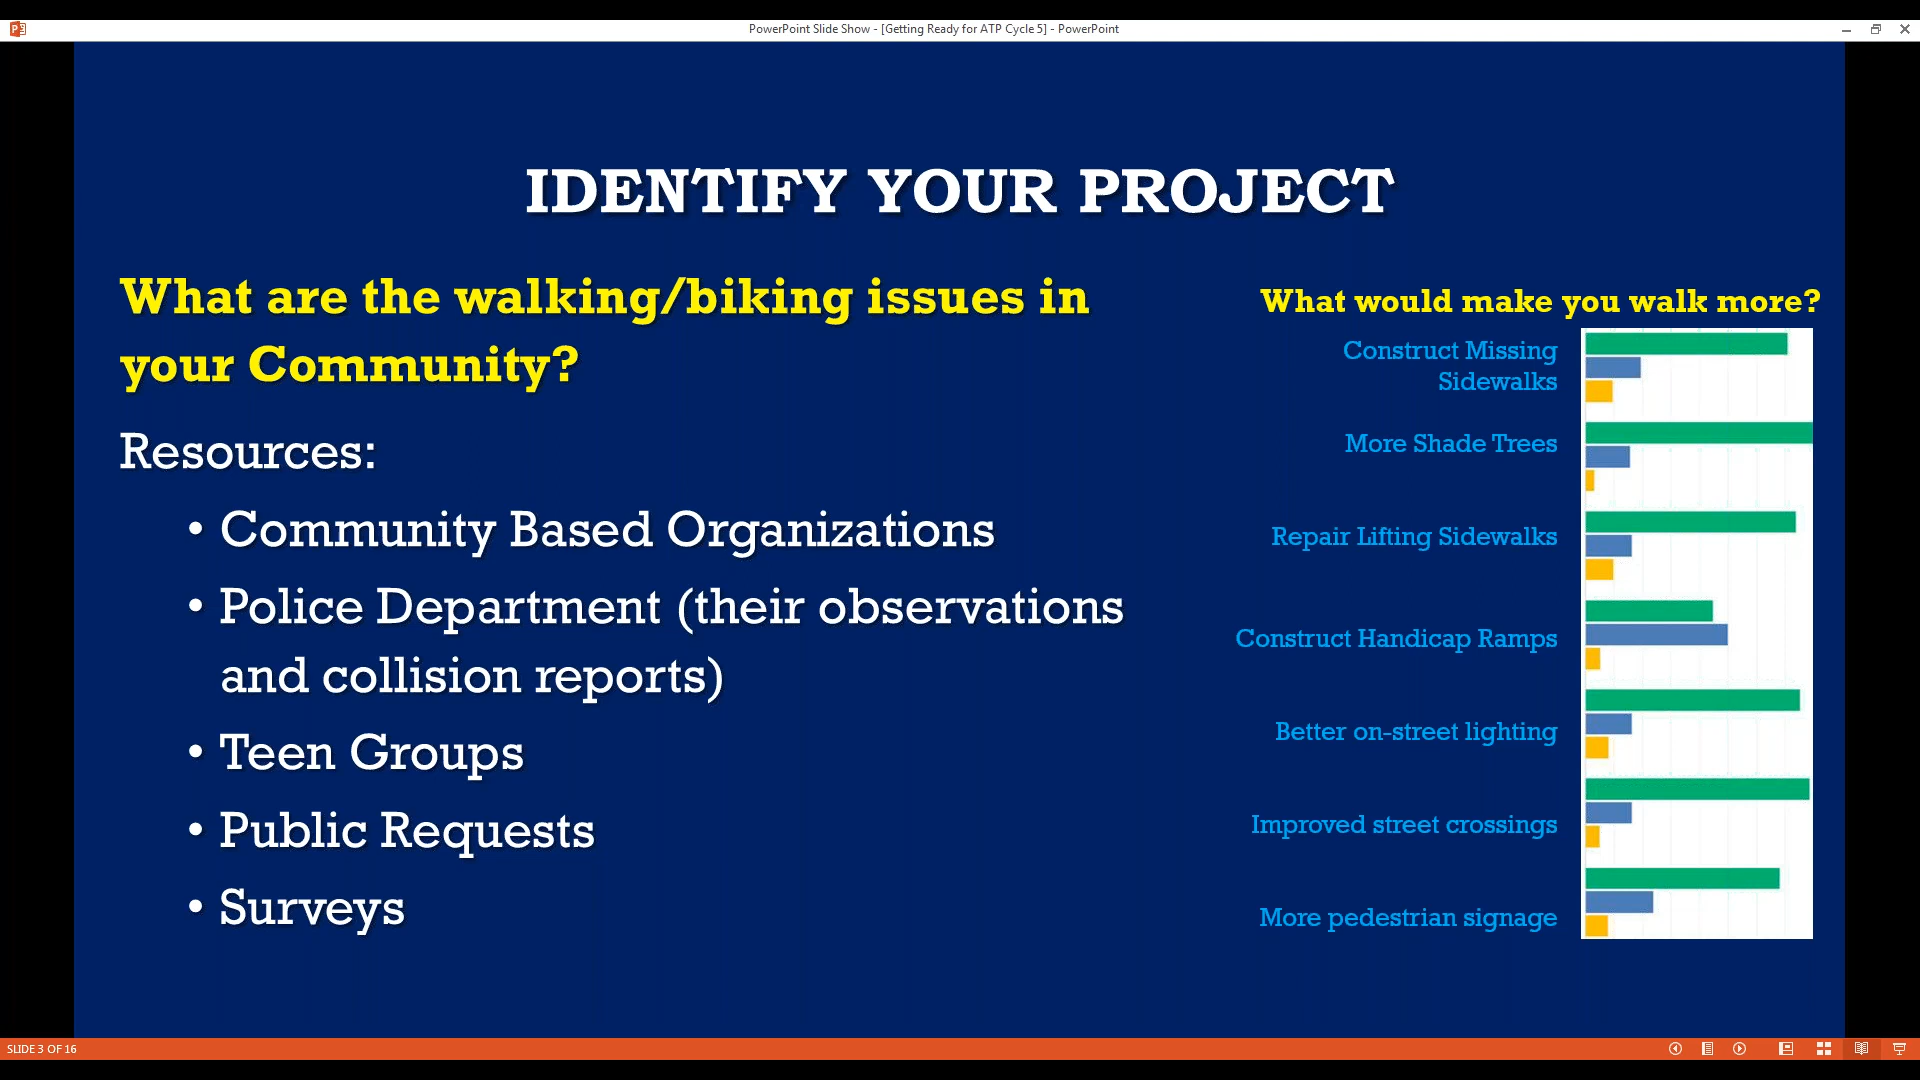 PowerPoint Slide Show - [Getting Ready for ATP Cycle 5] - PowerPoint
IDENTIFY YOUR PROJECT
What are the walking/biking issues in
your Community?
Resources:
• Community Based Organizations
• Police Department (their observations
and collision reports)
• Teen Groups
• Public Requests
• Surveys
What would make you walk more?
Construct Missing
Sidewalks
More Shade Trees
Repair Lifting Sidewalks
Construct Handicap Ramps
Better on-street lighting
Improved street crossings
More pedestrian signage
SLIDE 3 OF 16